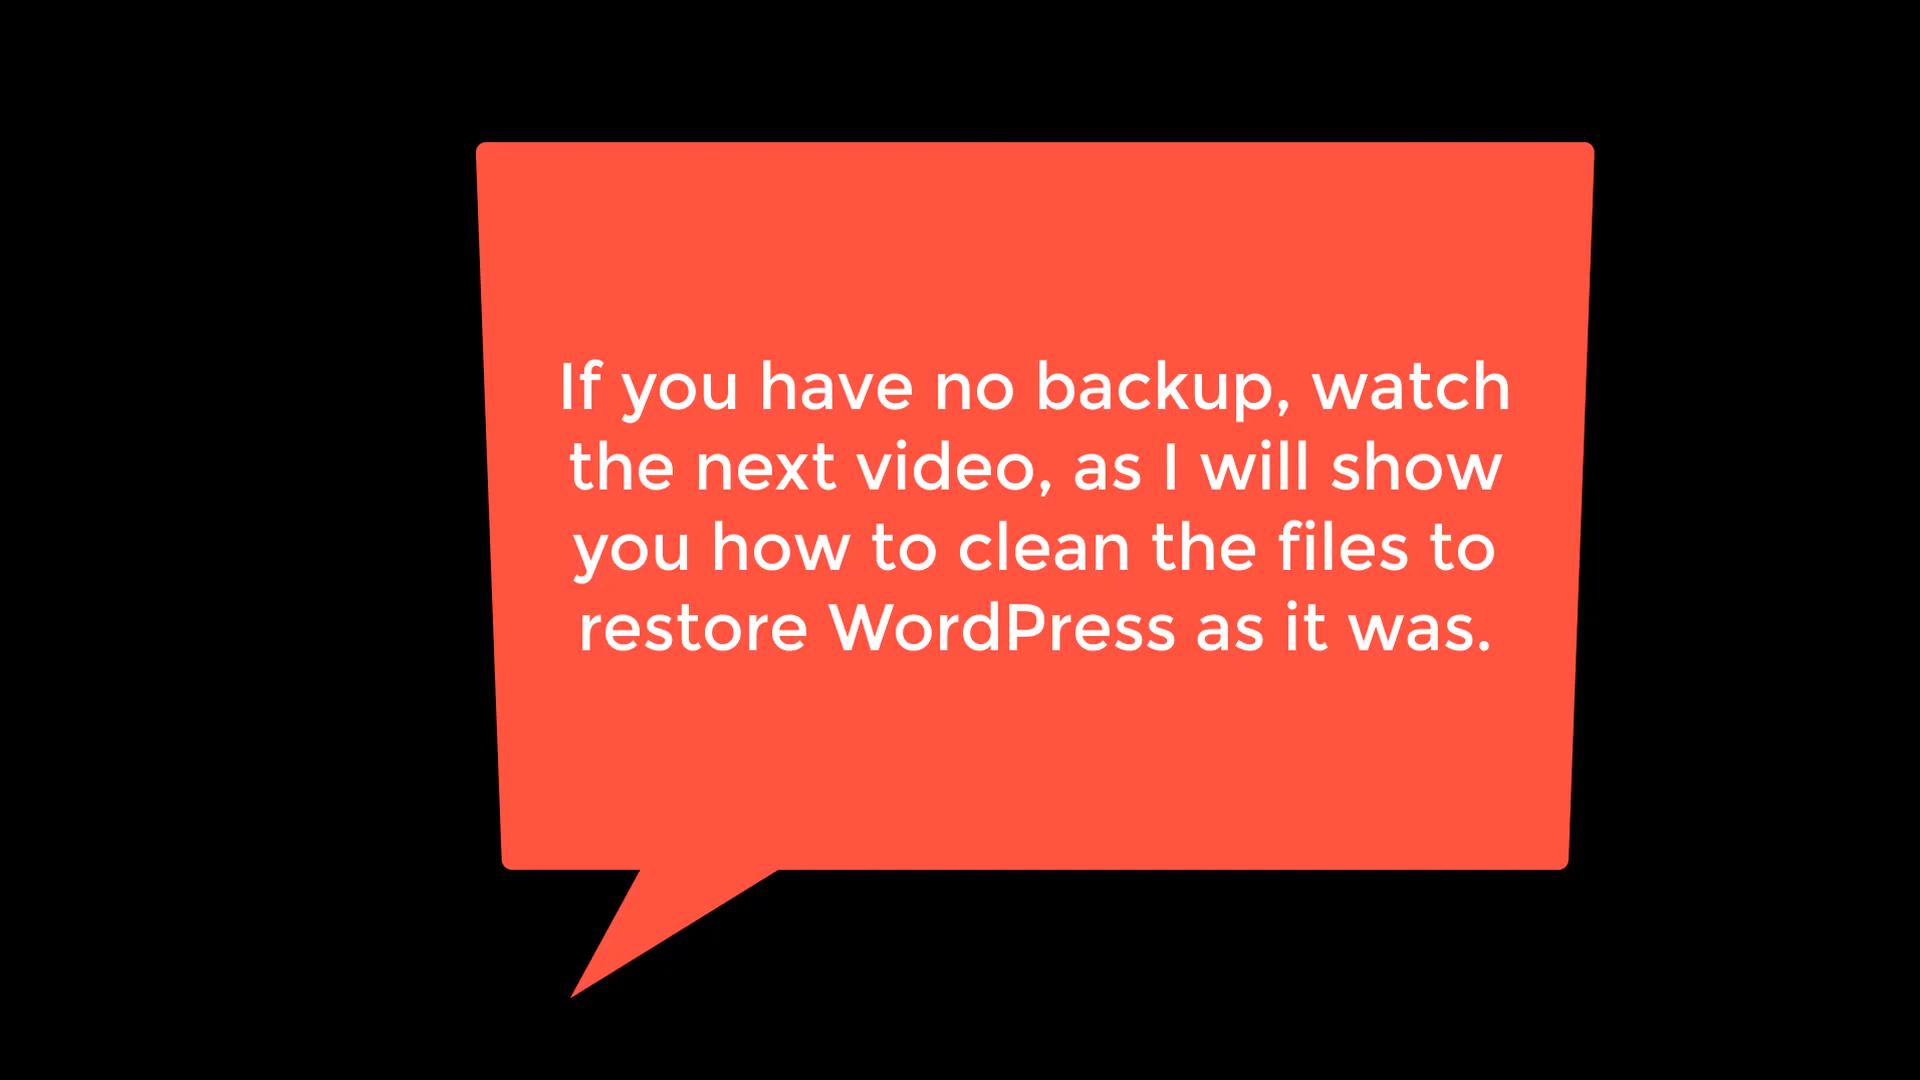 If you have no backup, watch
the next video, as I will show
you how to clean the files to
restore WordPress as it was.